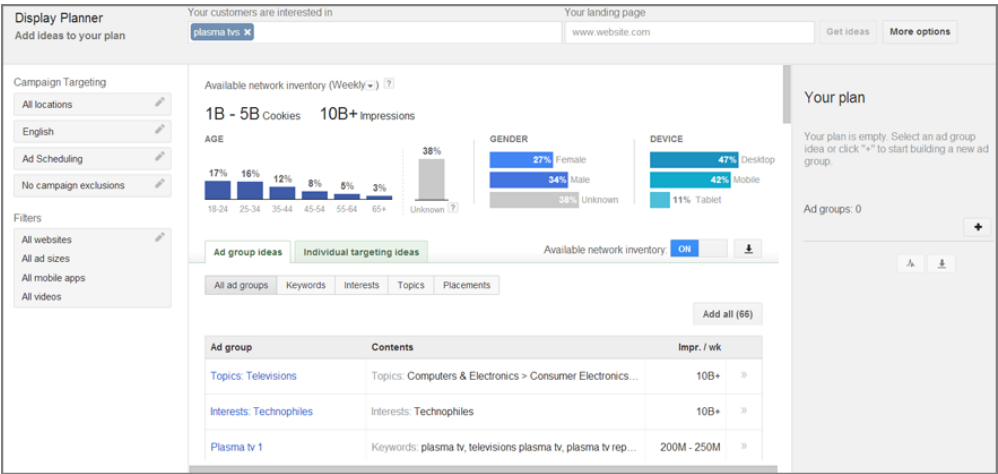 Display Planner
Add ideas to your plan
Your customers are interested in
plasma tvs ×
Your landing page
www.website.com
Get ideas
More options
Campaign Targeting
All locations
English
Ad Scheduling
No campaign exclusions
Filters
All websites
All ad sizes
All mobile apps
All videos
Available network inventory (Weekly ) ?
1B - 5B Cookies 10B+ Impressions
AGE
17% 16% 12% 8% 5% 3% 38%
18-24 25-34 35-44 45-54 55-64 65+ Unknown ?
GENDER
27% Female
34% Male
38% Unknown
DEVICE
47% Desktop
42% Mobile
11% Tablet
Ad group ideas Individual targeting ideas
Available network inventory: ON
All ad groups Keywords Interests Topics Placements
Add all (66)
Ad group Contents Impr. / wk
Topics: Televisions Topics: Computers & Electronics > Consumer Electronics... 10B+ »
Interests: Technophiles Interests: Technophiles 10B+ »
Plasma tv 1 Keywords: plasma tv, televisions plasma tv, plasma tv rep... 200M - 250M »
Your plan
Your plan is empty. Select an ad group
idea or click "+" to start building a new ad
group.
Ad groups: 0
+